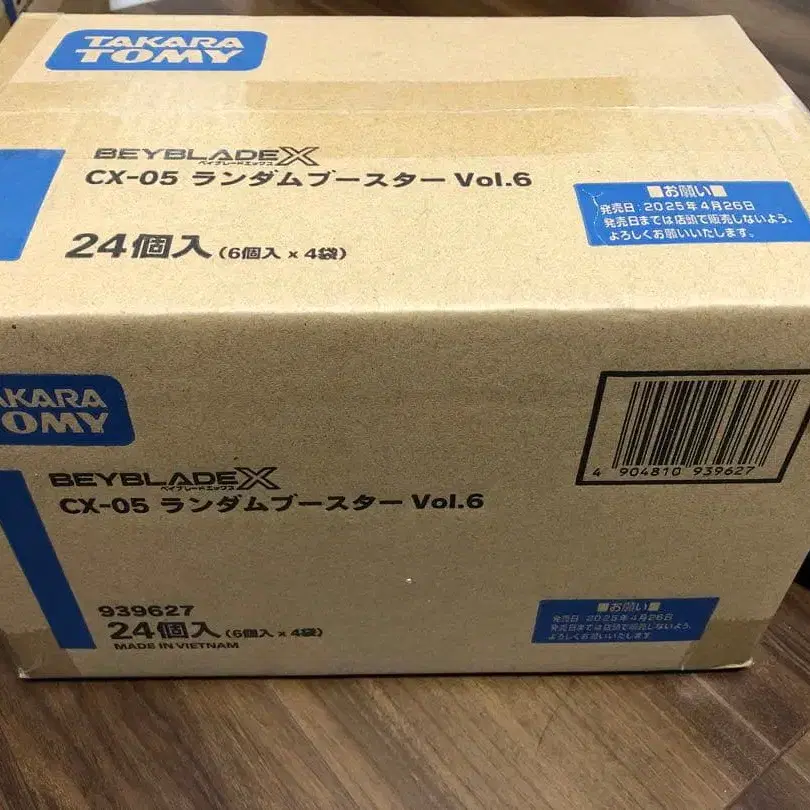 TAKARA
TOMY
BEYBLADE X
ベイブレードエックス
CX-05 ランダムブースター Vol.6
24個入(6個入×4袋)
■お願い■
発売日:2025年4月26日
発売日までは店頭で販売しないよう、
よろしくお願いいたします。
AKARA
OMY
BEYBLADE X
ベイブレードエックス
CX-05 ランダムブースター Vol.6
4 904810 939627
939627
24個入(6個入×4袋)
MADE IN VIETNAM
■お願い■
発売日:2025年4月26日
発売日までは店頭で販売しないよう、
よろしくお願いいたします。